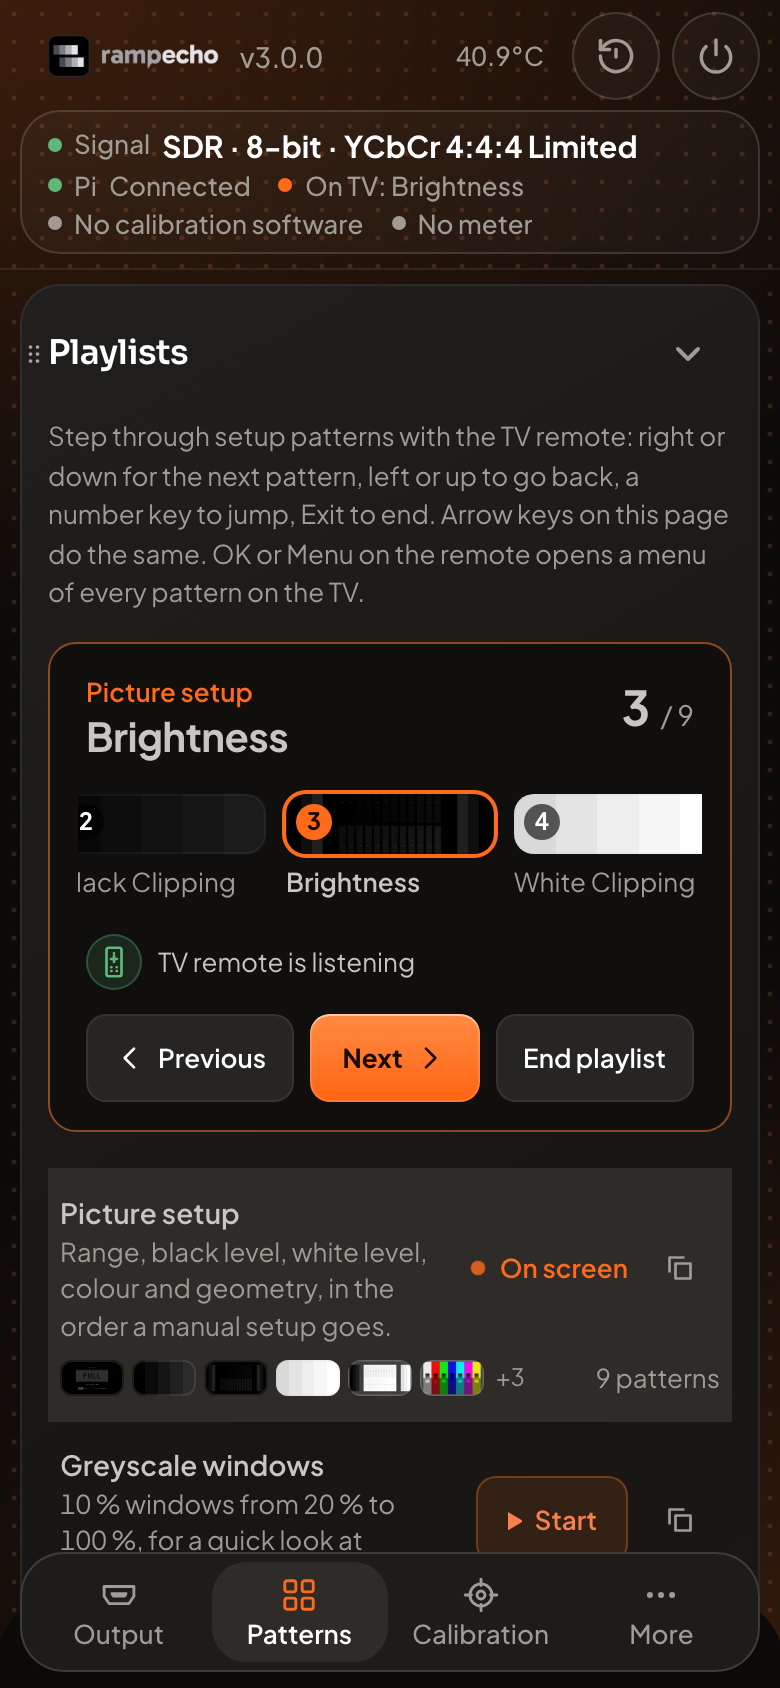 rampecho v3.0.0 40.9°C
Signal SDR · 8-bit · YCbCr 4:4:4 Limited
Pi Connected On TV: Brightness
No calibration software No meter
Playlists
Step through setup patterns with the TV remote: right or
down for the next pattern, left or up to go back, a
number key to jump, Exit to end. Arrow keys on this page
do the same. OK or Menu on the remote opens a menu
of every pattern on the TV.
Picture setup
Brightness
3 / 9
2 3 4
lack Clipping Brightness White Clipping
TV remote is listening
Previous Next End playlist
Picture setup
Range, black level, white level,
colour and geometry, in the
order a manual setup goes.
On screen
FULL
+3 9 patterns
Greyscale windows
10 % windows from 20 % to
100 %, for a quick look at
Start
Output Patterns Calibration More